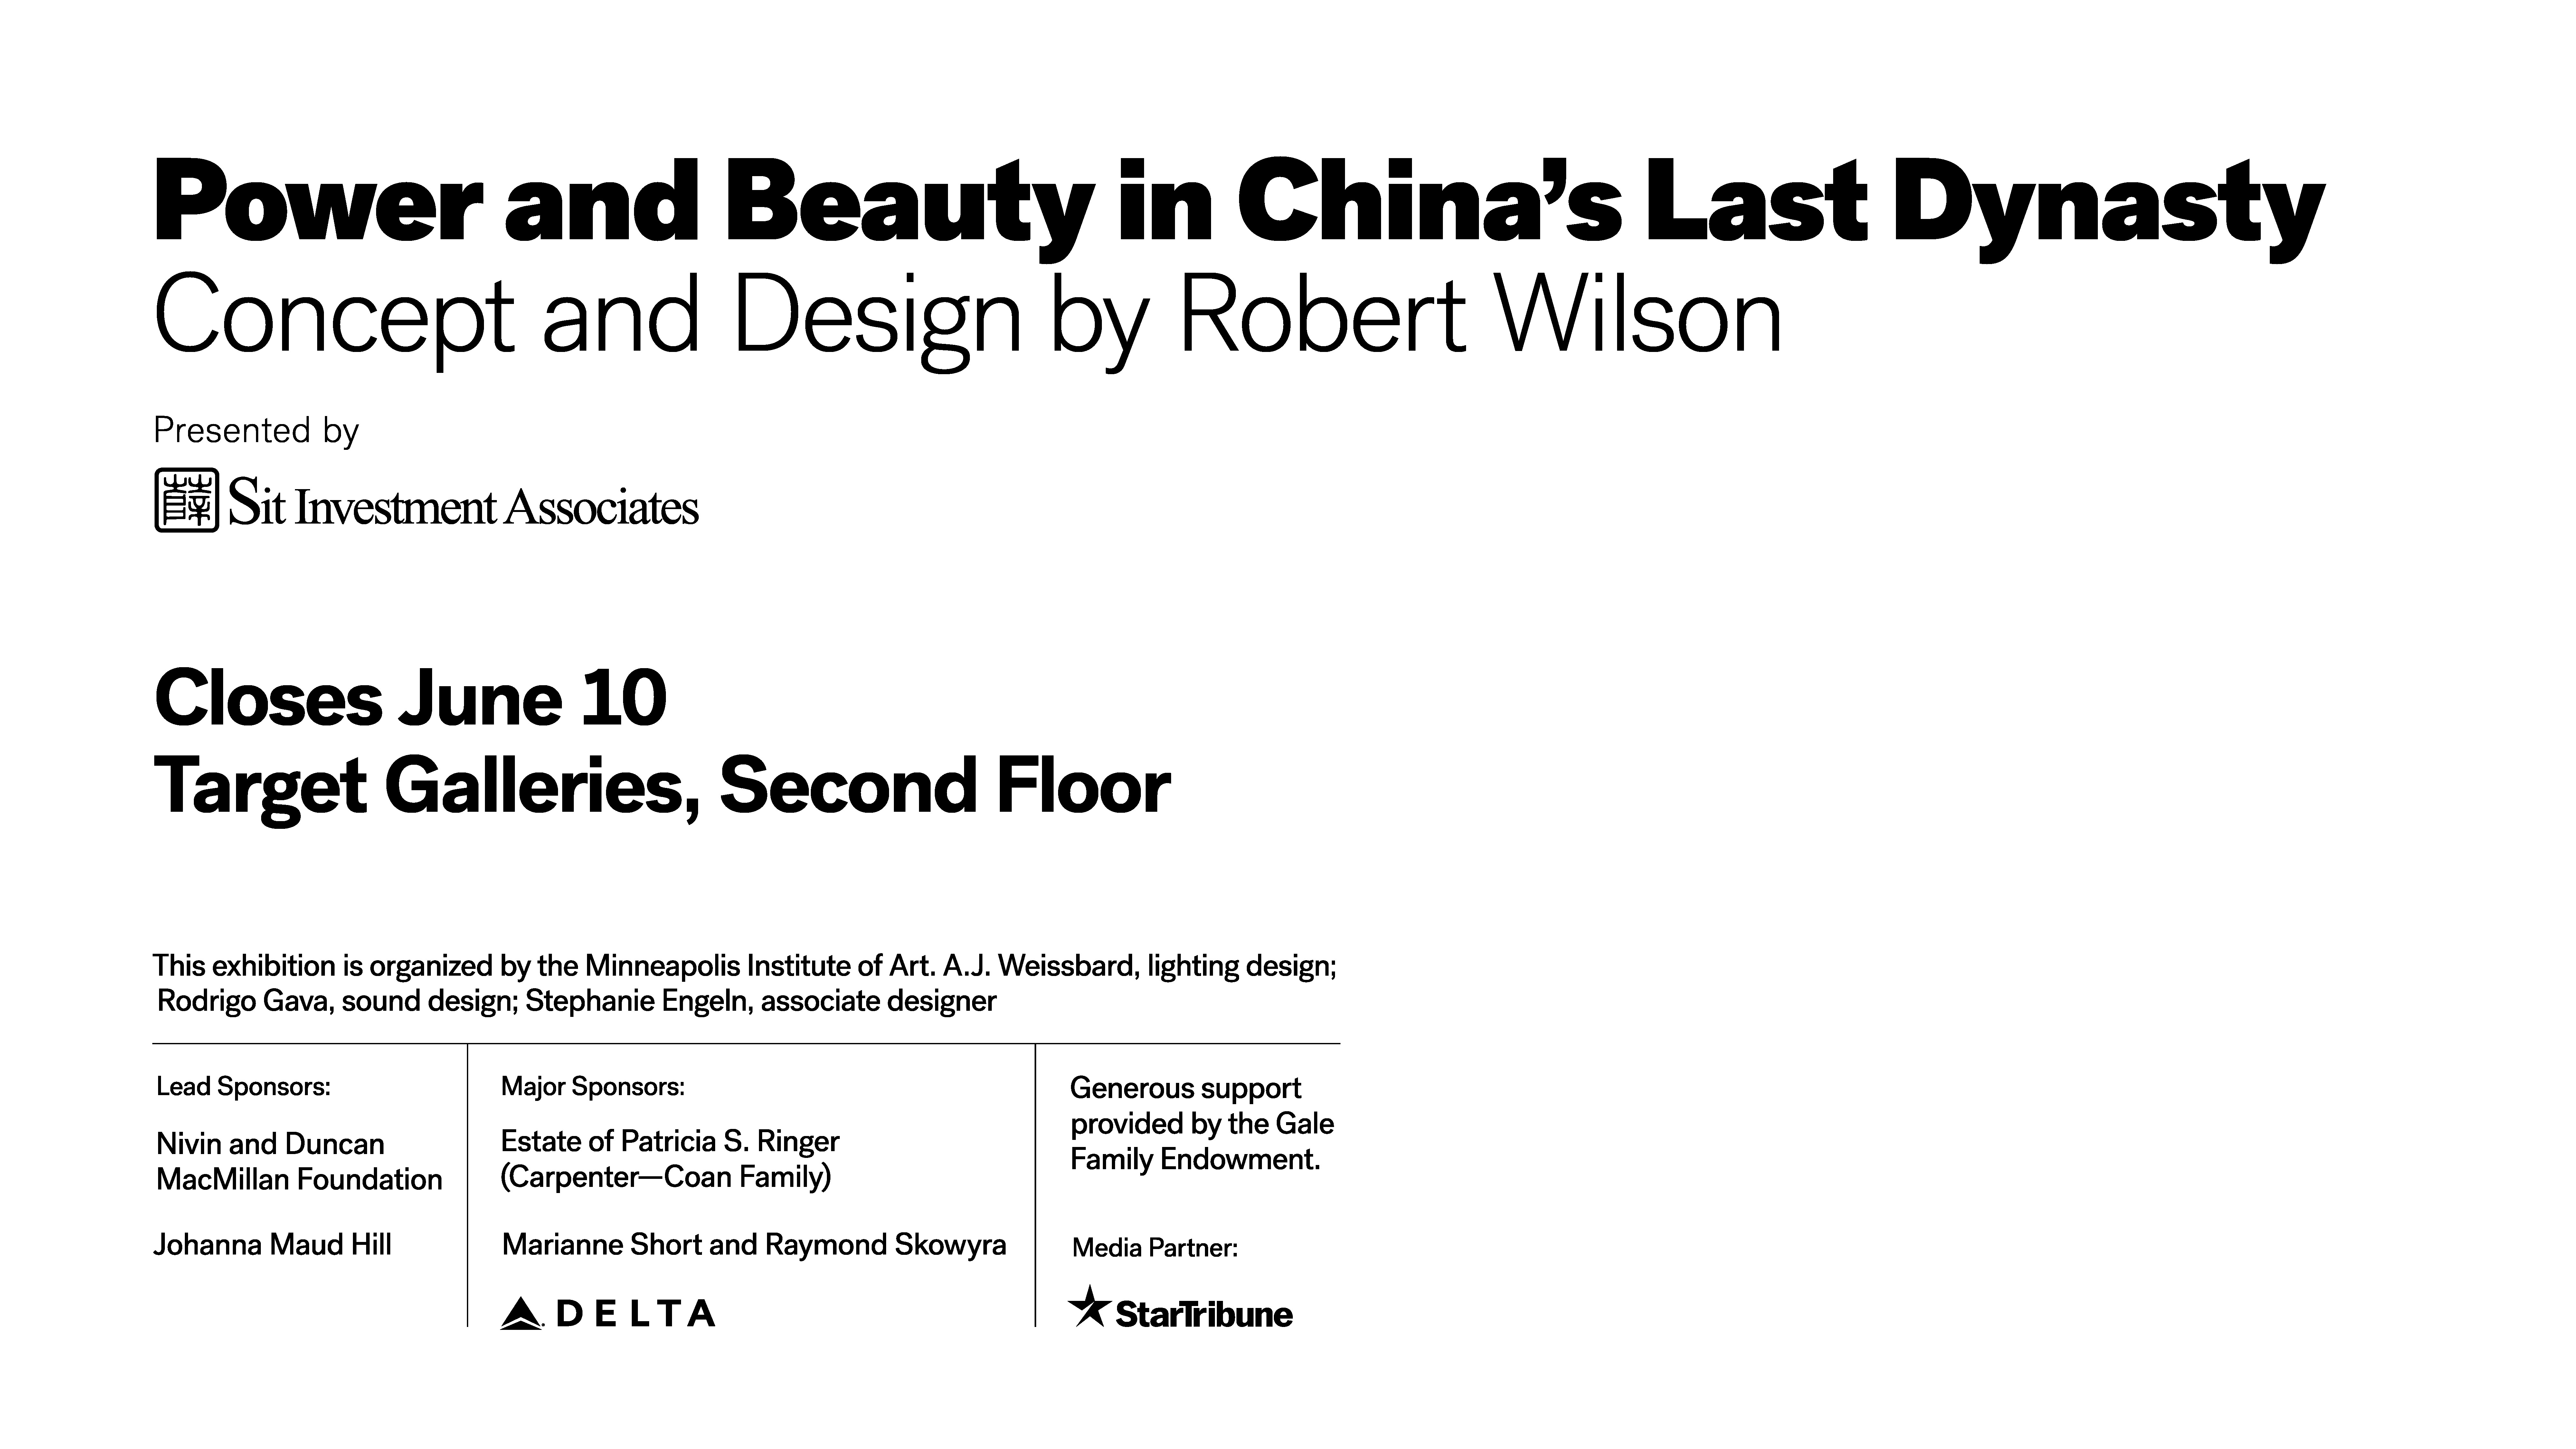 Power and Beauty in China’s Last Dynasty
Concept and Design by Robert Wilson
Presented by
薛 Sit Investment Associates
Closes June 10
Target Galleries, Second Floor
This exhibition is organized by the Minneapolis Institute of Art. A.J. Weissbard, lighting design;
Rodrigo Gava, sound design; Stephanie Engeln, associate designer
Lead Sponsors:
Nivin and Duncan
MacMillan Foundation
Johanna Maud Hill
Major Sponsors:
Estate of Patricia S. Ringer
(Carpenter—Coan Family)
Marianne Short and Raymond Skowyra
DELTA
Generous support
provided by the Gale
Family Endowment.
Media Partner:
StarTribune